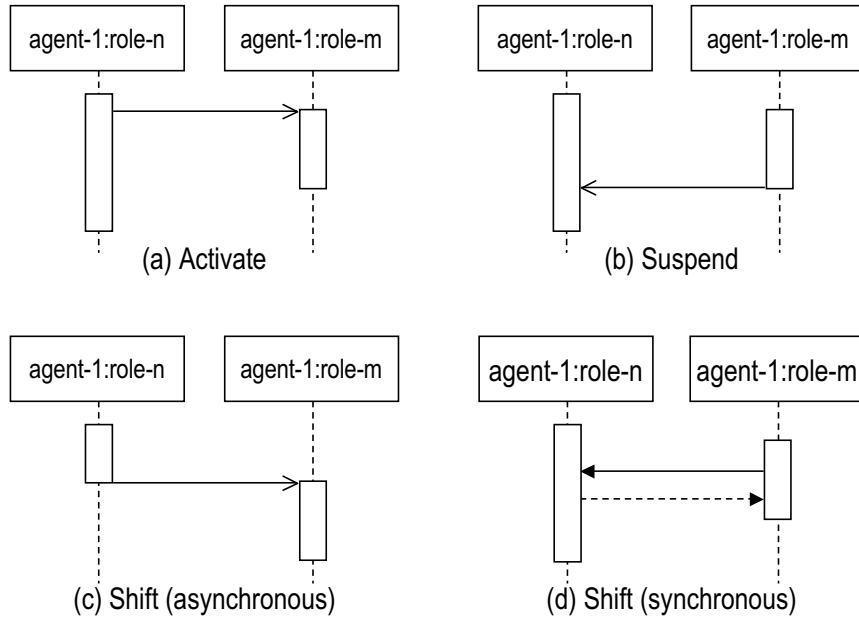 agent-1:role-n
agent-1:role-m
agent-1:role-n
agent-1:role-m
(a) Activate
(b) Suspend
agent-1:role-n
agent-1:role-m
agent-1:role-n
agent-1:role-m
(c) Shift (asynchronous)
(d) Shift (synchronous)